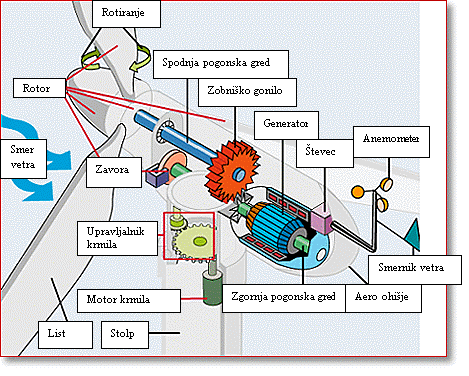 Rotiranje
Spodnja pogonska gred
Rotor
Zobniško gonilo
Generator
Anemometer
Števec
Smer
vetra
Zavora
Upravljalnik
krmila
Smernik vetra
Motor krmila
Zgornja pogonska gred
Aero ohišje
List
Stolp